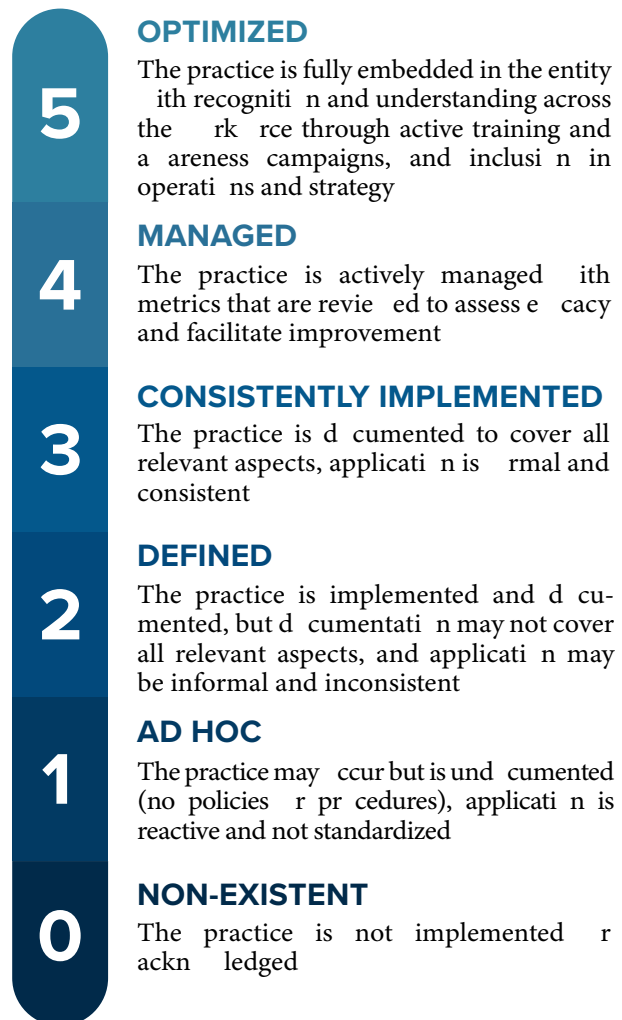 5
OPTIMIZED
The practice is fully embedded in the entity
ith recogniti n and understanding across
the rk rce through active training and
a areness campaigns, and inclusi n in
operati ns and strategy
4
MANAGED
The practice is actively managed ith
metrics that are revie ed to assess e cacy
and facilitate improvement
3
CONSISTENTLY IMPLEMENTED
The practice is d cumented to cover all
relevant aspects, applicati n is rmal and
consistent
2
DEFINED
The practice is implemented and d cu-
mented, but d cumentati n may not cover
all relevant aspects, and applicati n may
be informal and inconsistent
1
AD HOC
The practice may ccur but is und cumented
(no policies r pr cedures), applicati n is
reactive and not standardized
0
NON-EXISTENT
The practice is not implemented r
ackn ledged